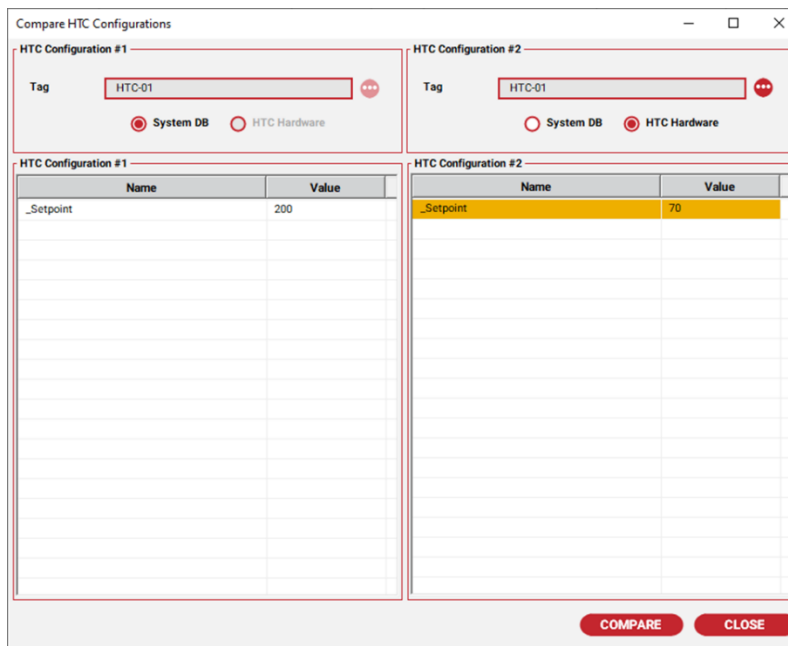 Compare HTC Configurations
HTC Configuration #1
Tag
HTC-01
System DB
HTC Hardware
HTC Configuration #2
Tag
HTC-01
System DB
HTC Hardware
HTC Configuration #1
Name Value
_Setpoint 200
HTC Configuration #2
Name Value
_Setpoint 70
COMPARE
CLOSE